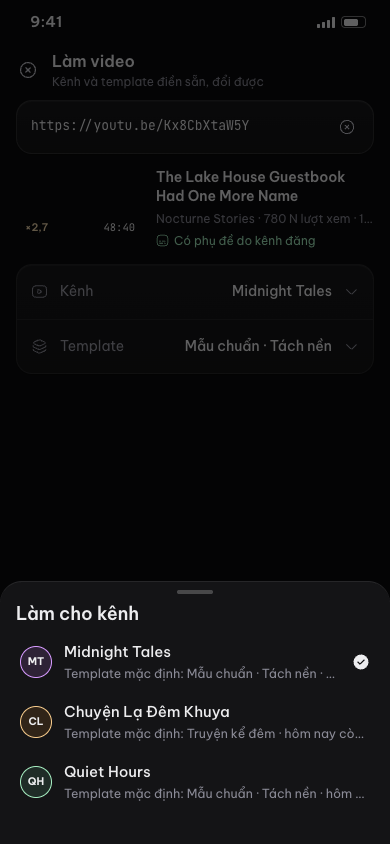 9:41
Làm video
Kênh và template điền sẵn, đổi được
https://youtu.be/Kx8CbXtaW5Y
The Lake House Guestbook
Had One More Name
Nocturne Stories · 780 N lượt xem · 1...
×2,7
48:40
Có phụ đề do kênh đăng
Kênh
Midnight Tales
Template
Mẫu chuẩn · Tách nền
Làm cho kênh
MT
Midnight Tales
Template mặc định: Mẫu chuẩn · Tách nền · ...
CL
Chuyện Lạ Đêm Khuya
Template mặc định: Truyện kể đêm · hôm nay cò...
QH
Quiet Hours
Template mặc định: Mẫu chuẩn · Tách nền · hôm ...